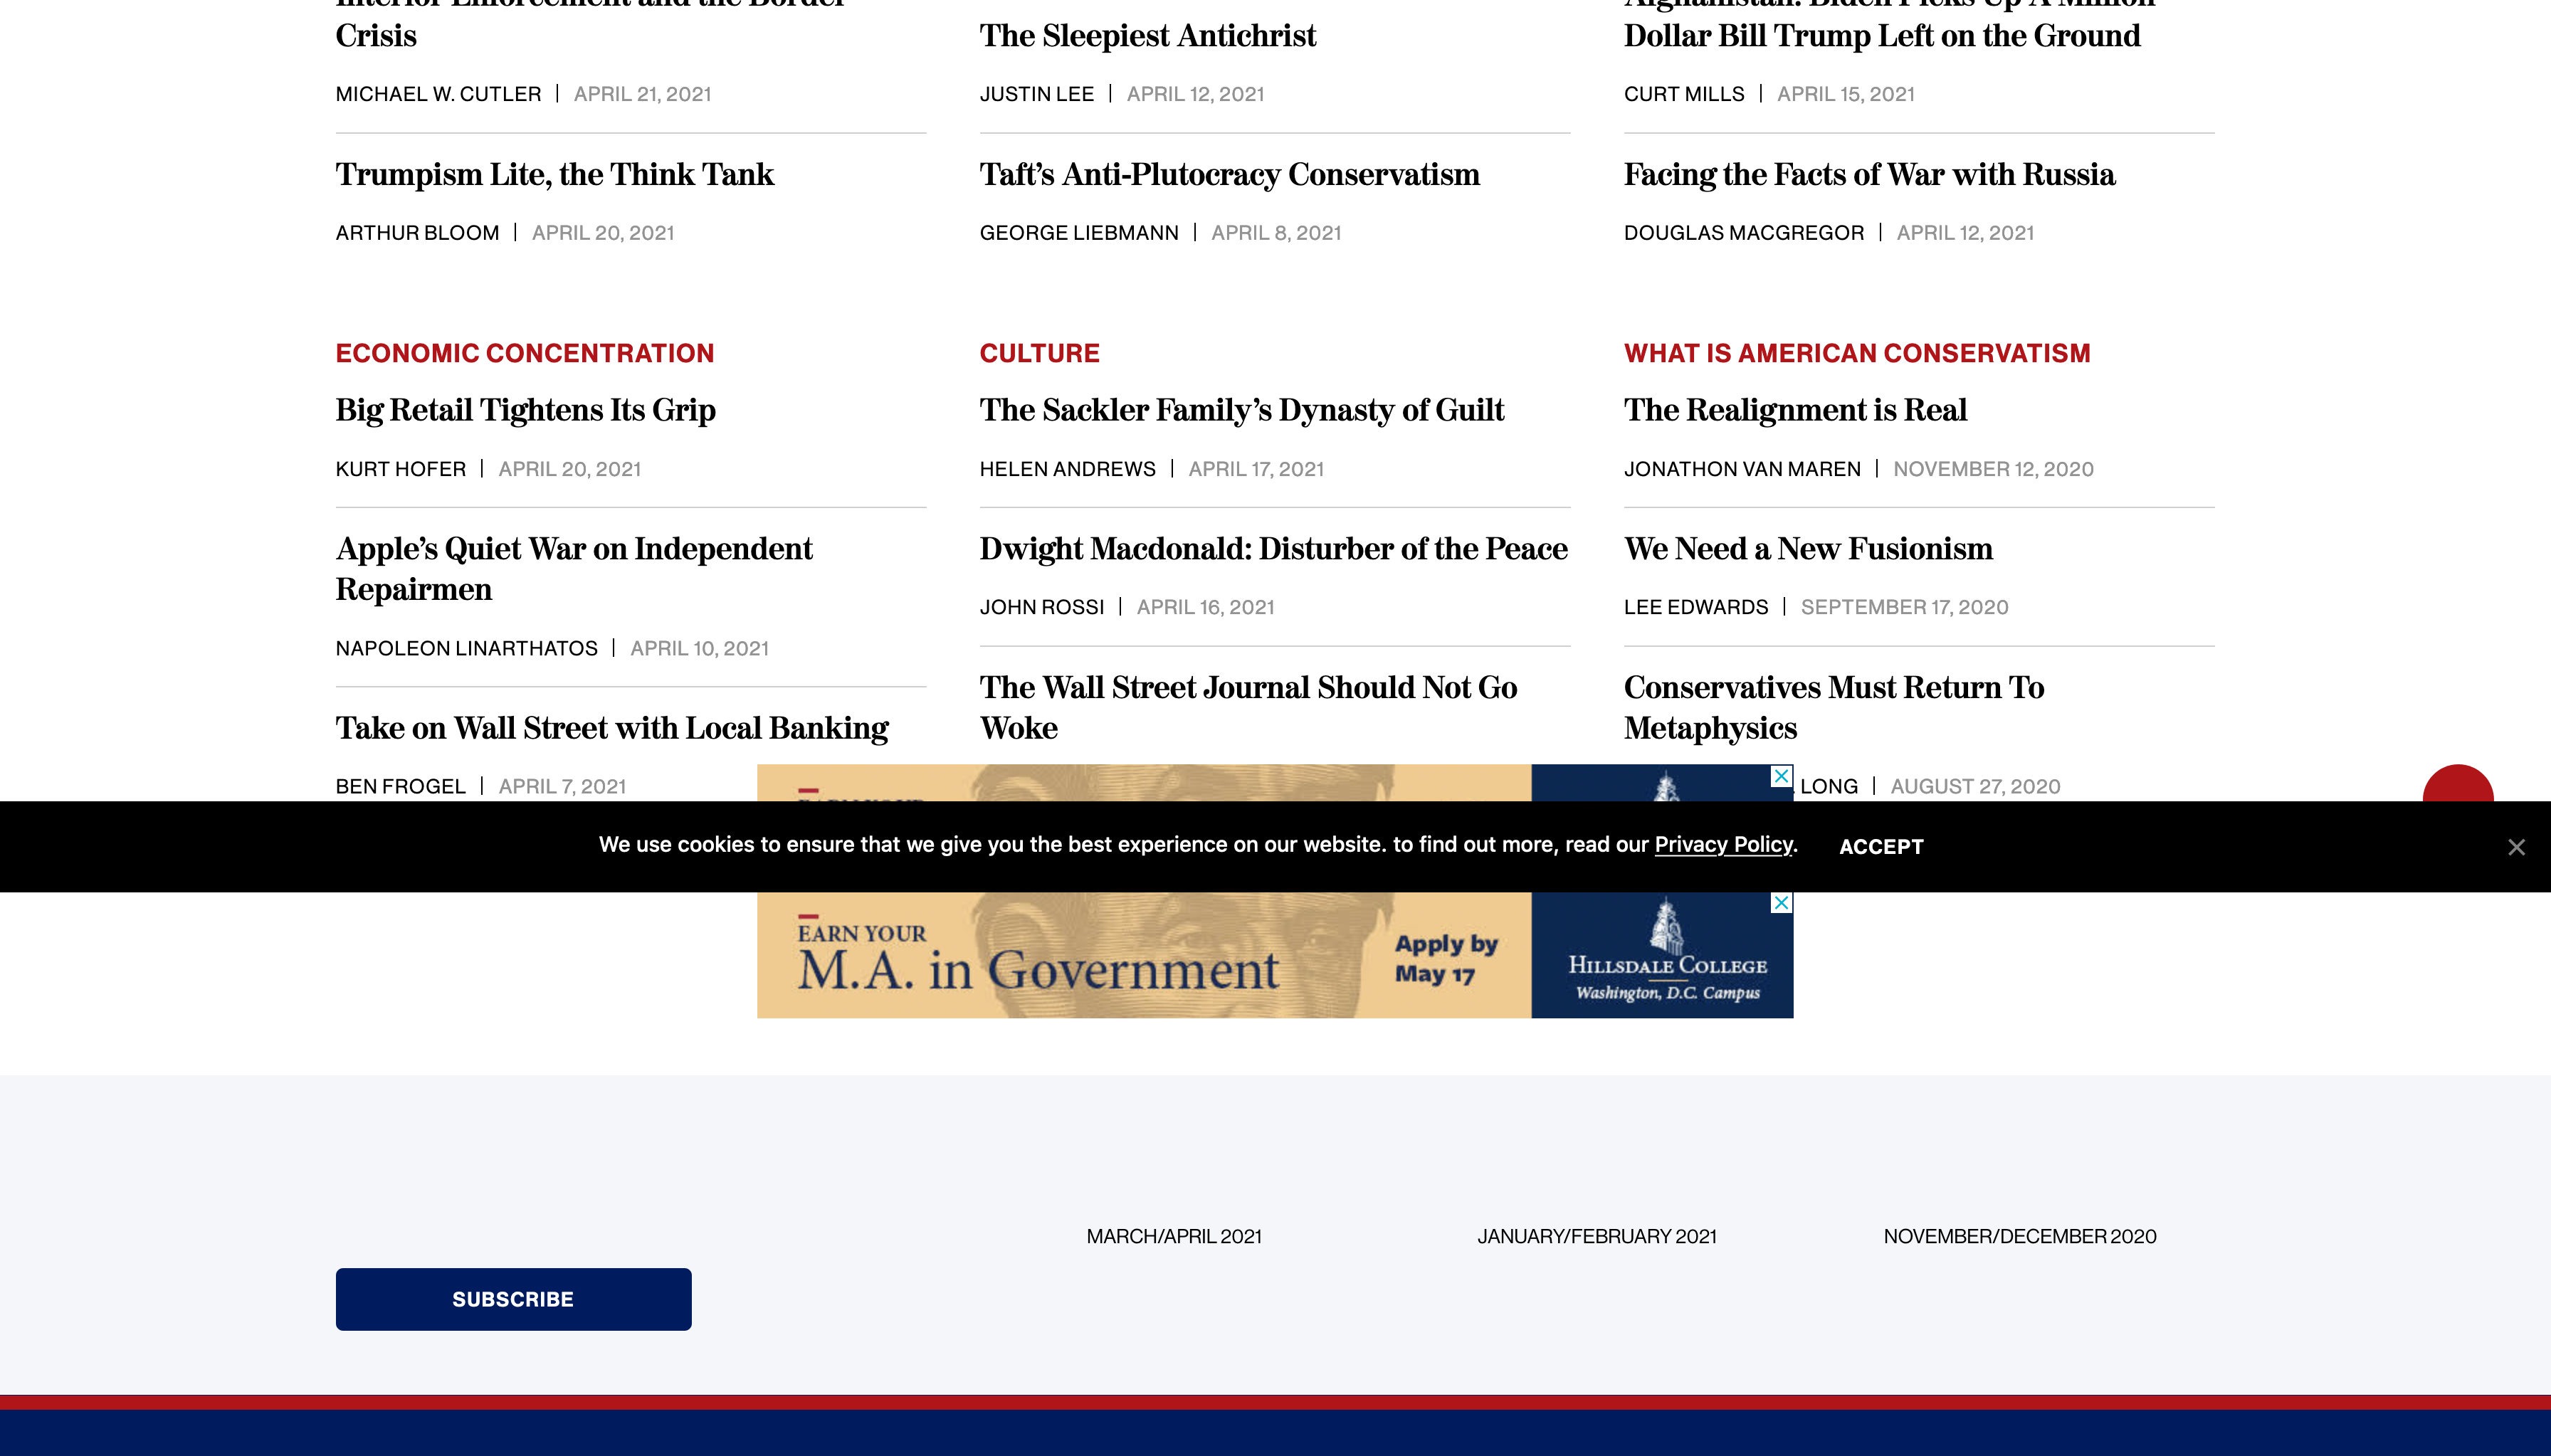 Interior Enforcement and the Border
Crisis
MICHAEL W. CUTLER | APRIL 21, 2021
Trumpism Lite, the Think Tank
ARTHUR BLOOM | APRIL 20, 2021
The Sleepiest Antichrist
JUSTIN LEE | APRIL 12, 2021
Taft’s Anti-Plutocracy Conservatism
GEORGE LIEBMANN | APRIL 8, 2021
Afghanistan: Biden Picks Up A Million
Dollar Bill Trump Left on the Ground
CURT MILLS | APRIL 15, 2021
Facing the Facts of War with Russia
DOUGLAS MACGREGOR | APRIL 12, 2021
ECONOMIC CONCENTRATION
Big Retail Tightens Its Grip
KURT HOFER | APRIL 20, 2021
Apple’s Quiet War on Independent
Repairmen
NAPOLEON LINARTHATOS | APRIL 10, 2021
Take on Wall Street with Local Banking
BEN FROGEL | APRIL 7, 2021
CULTURE
The Sackler Family’s Dynasty of Guilt
HELEN ANDREWS | APRIL 17, 2021
Dwight Macdonald: Disturber of the Peace
JOHN ROSSI | APRIL 16, 2021
The Wall Street Journal Should Not Go
Woke
WHAT IS AMERICAN CONSERVATISM
The Realignment is Real
JONATHON VAN MAREN | NOVEMBER 12, 2020
We Need a New Fusionism
LEE EDWARDS | SEPTEMBER 17, 2020
Conservatives Must Return To
Metaphysics
LONG | AUGUST 27, 2020
We use cookies to ensure that we give you the best experience on our website. to find out more, read our Privacy Policy.
ACCEPT
EARN YOUR
M.A. in Government
Apply by
May 17
HILLSDALE COLLEGE
Washington, D.C. Campus
MARCH/APRIL 2021
JANUARY/FEBRUARY 2021
NOVEMBER/DECEMBER 2020
SUBSCRIBE